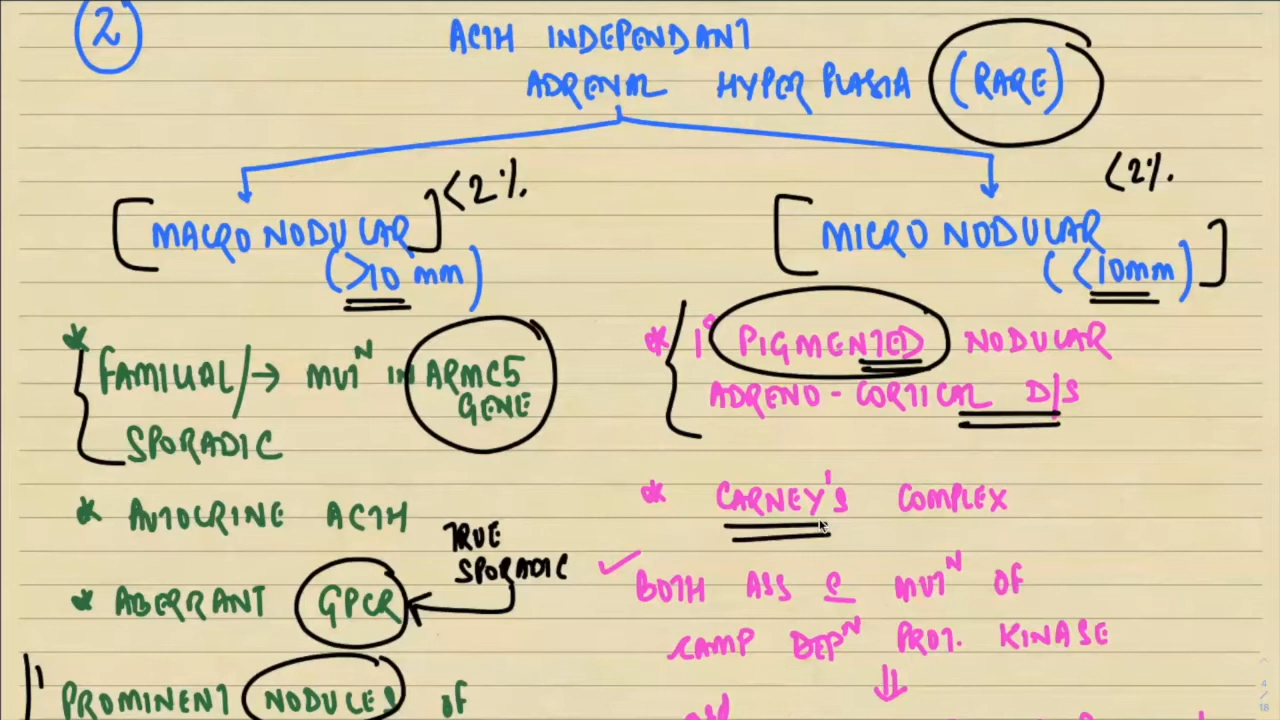 2
ACTH INDEPENDANT
ADRENAL HYPERPLASIA (RARE)
[MACRONODULAR] <2%
(>10 mm)
* FAMILIAL/→ MUTᴺ in ARMC5
GENE
SPORADIC
* AUTOCRINE ACTH
TRUE
SPORADIC
* ABERRANT GPCR
PROMINENT NODULES OF
<2%
[MICRONODULAR
(<10mm)]
* 1° PIGMENTED NODULAR
ADRENO-CORTICAL D/S
* CARNEY'S COMPLEX
✓ BOTH ASS c MUTᴺ OF
CAMP DEPᴺ PROT. KINASE
4
/
18